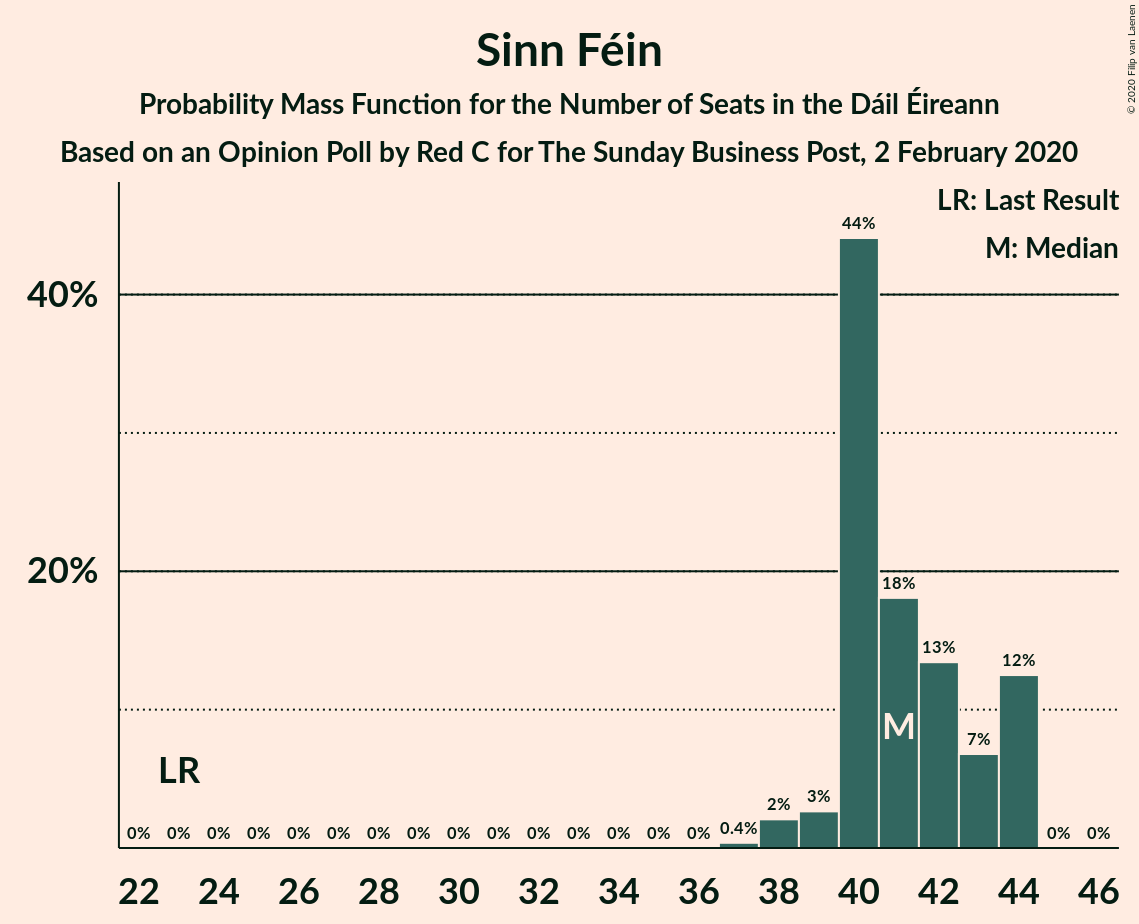 © 2020 Filip van Laenen
Sinn Féin
Probability Mass Function for the Number of Seats in the Dáil Éireann
Based on an Opinion Poll by Red C for The Sunday Business Post, 2 February 2020
LR: Last Result
M: Median
44%
40%
20%
18%
13%
12%
M
7%
LR
2%
3%
0% 0% 0% 0% 0% 0% 0% 0% 0% 0% 0% 0% 0% 0% 0% 0.4% 0% 0%
22 24 26 28 30 32 34 36 38 40 42 44 46